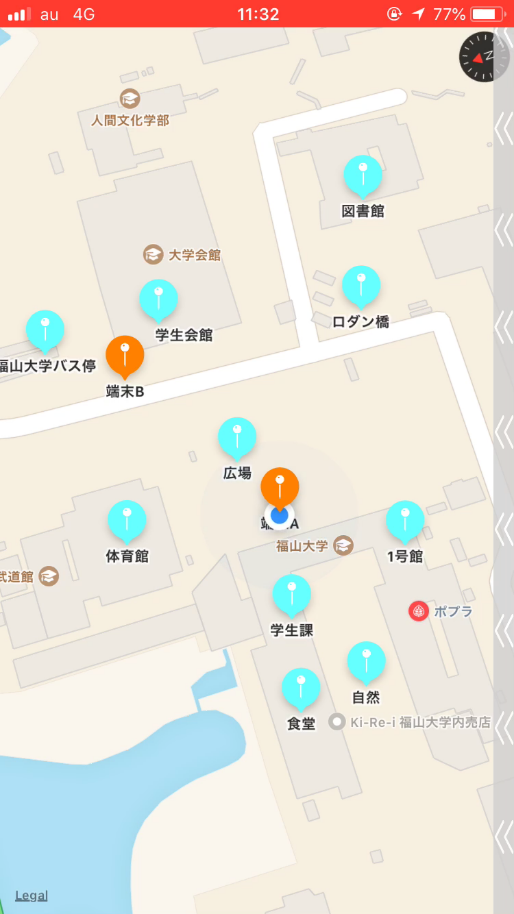 au 4G 11:32 77%
人間文化学部
図書館
大学会館
ロダン橋
学生会館
福山大学バス停
端末B
広場
福山大学
体育館
1号館
武道館
学生課
ポプラ
自然
食堂
Ki-Re-i 福山大学内売店
Legal